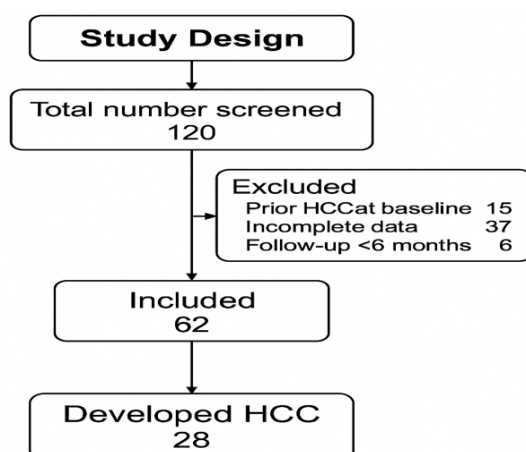 Study Design
Total number screened
120
Excluded
Prior HCCat baseline 15
Incomplete data 37
Follow-up <6 months 6
Included
62
Developed HCC
28